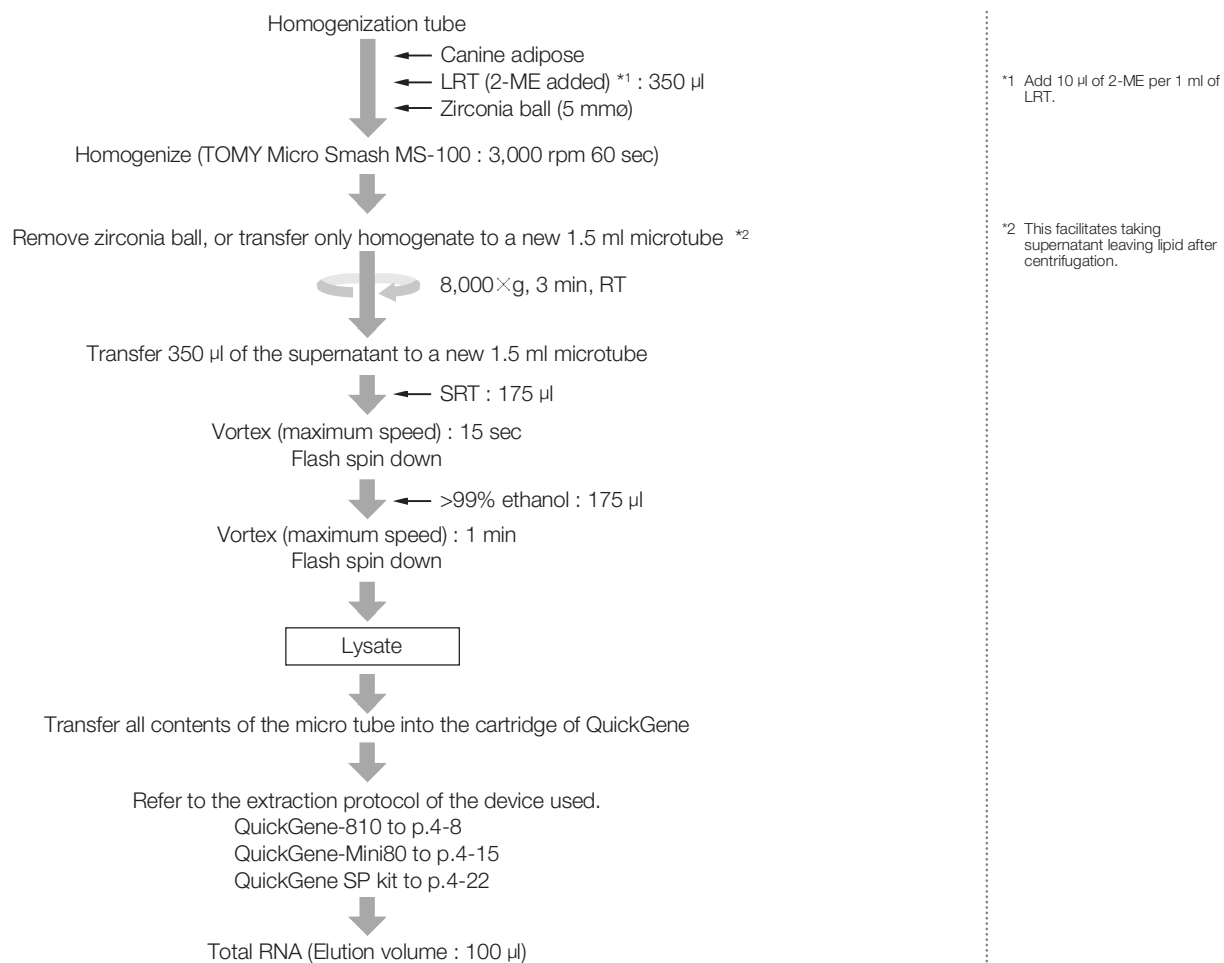 Homogenization tube
Canine adipose
LRT (2-ME added) *1 : 350 µl
Zirconia ball (5 mmø)
Homogenize (TOMY Micro Smash MS-100 : 3,000 rpm 60 sec)
Remove zirconia ball, or transfer only homogenate to a new 1.5 ml microtube *2
8,000×g, 3 min, RT
Transfer 350 µl of the supernatant to a new 1.5 ml microtube
SRT : 175 µl
Vortex (maximum speed) : 15 sec
Flash spin down
>99% ethanol : 175 µl
Vortex (maximum speed) : 1 min
Flash spin down
Lysate
Transfer all contents of the micro tube into the cartridge of QuickGene
Refer to the extraction protocol of the device used.
QuickGene-810 to p.4-8
QuickGene-Mini80 to p.4-15
QuickGene SP kit to p.4-22
Total RNA (Elution volume : 100 µl)
*1 Add 10 µl of 2-ME per 1 ml of
LRT.
*2 This facilitates taking
supernatant leaving lipid after
centrifugation.